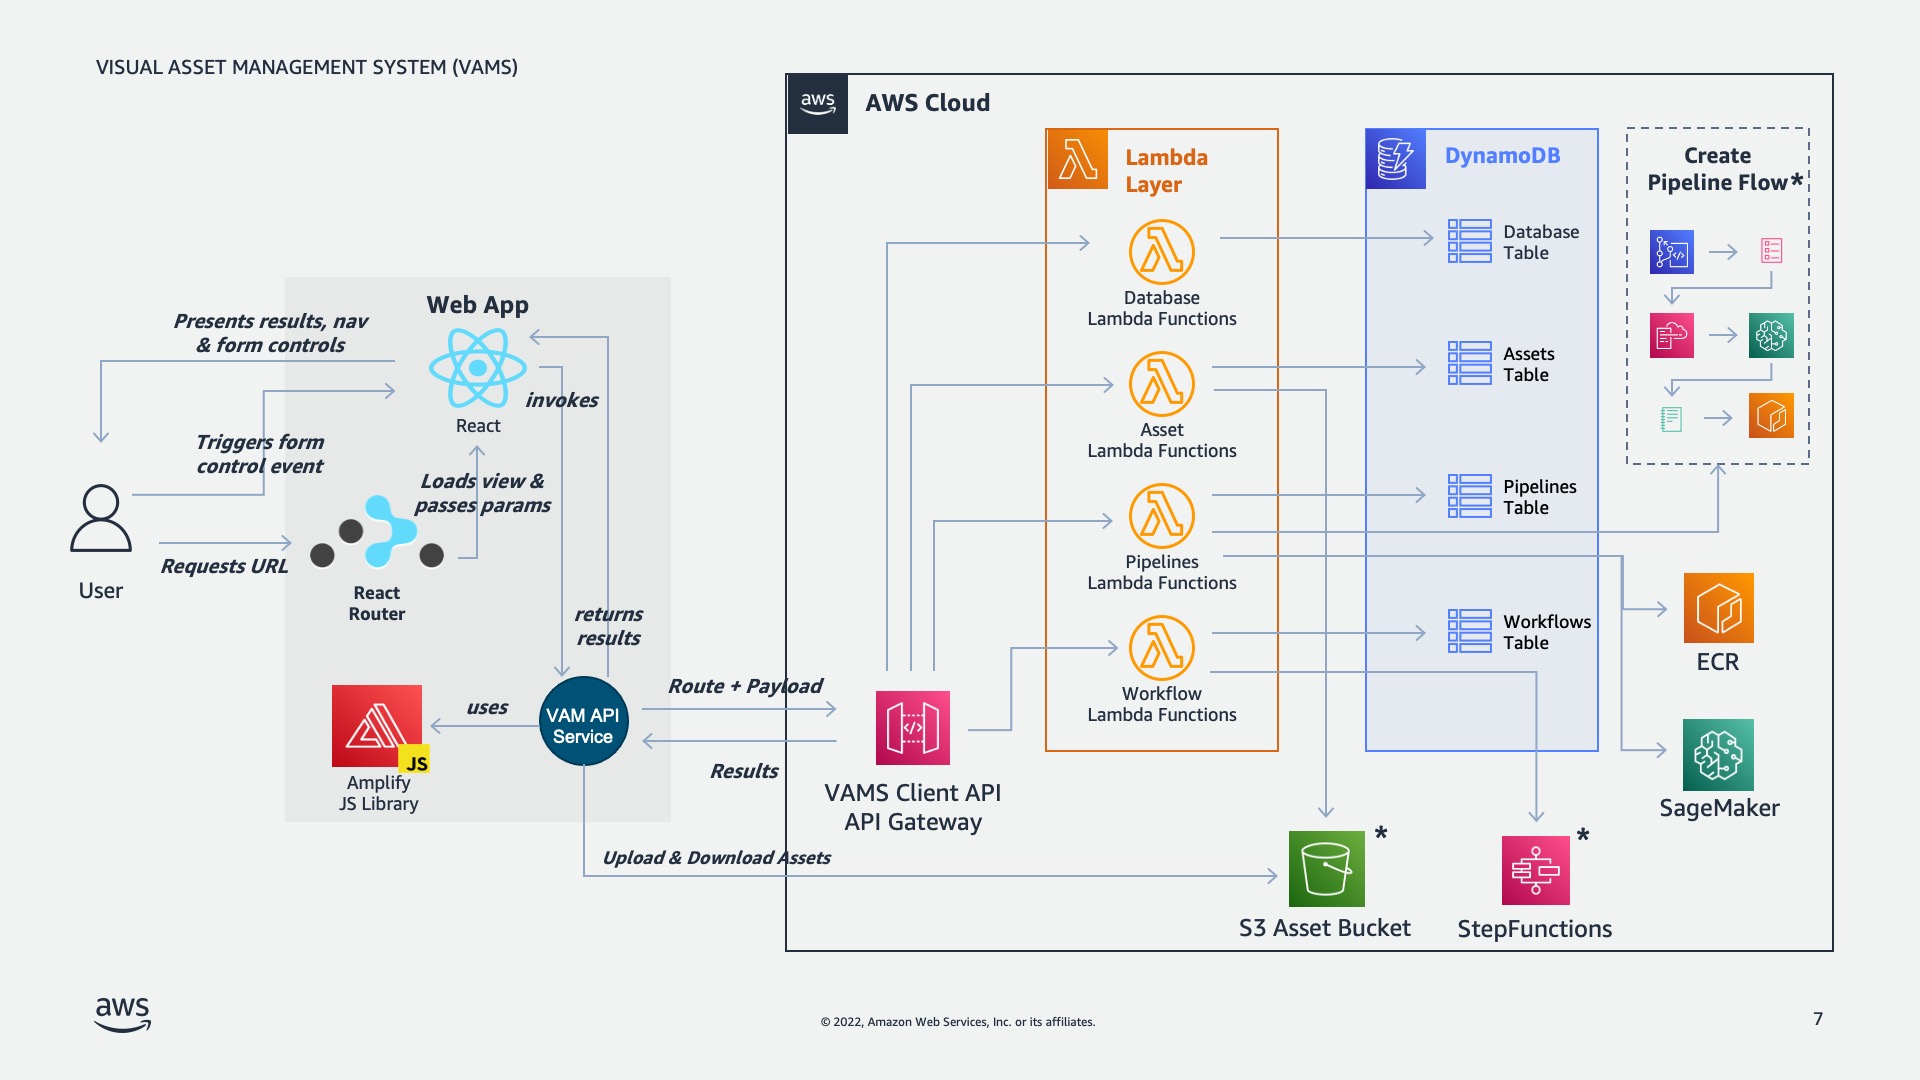 VISUAL ASSET MANAGEMENT SYSTEM (VAMS)
aws
AWS Cloud
Lambda
Layer
DynamoDB
Create
Pipeline Flow*
Database
Lambda Functions
Database
Table
Asset
Lambda Functions
Assets
Table
Pipelines
Lambda Functions
Pipelines
Table
Workflow
Lambda Functions
Workflows
Table
ECR
SageMaker
Web App
Presents results, nav
& form controls
React
invokes
Triggers form
control event
Loads view &
passes params
User
Requests URL
React
Router
returns
results
VAM API
Service
uses
JS
Amplify
JS Library
Route + Payload
Results
VAMS Client API
API Gateway
Upload & Download Assets
*
S3 Asset Bucket
*
StepFunctions
aws
© 2022, Amazon Web Services, Inc. or its affiliates.
7